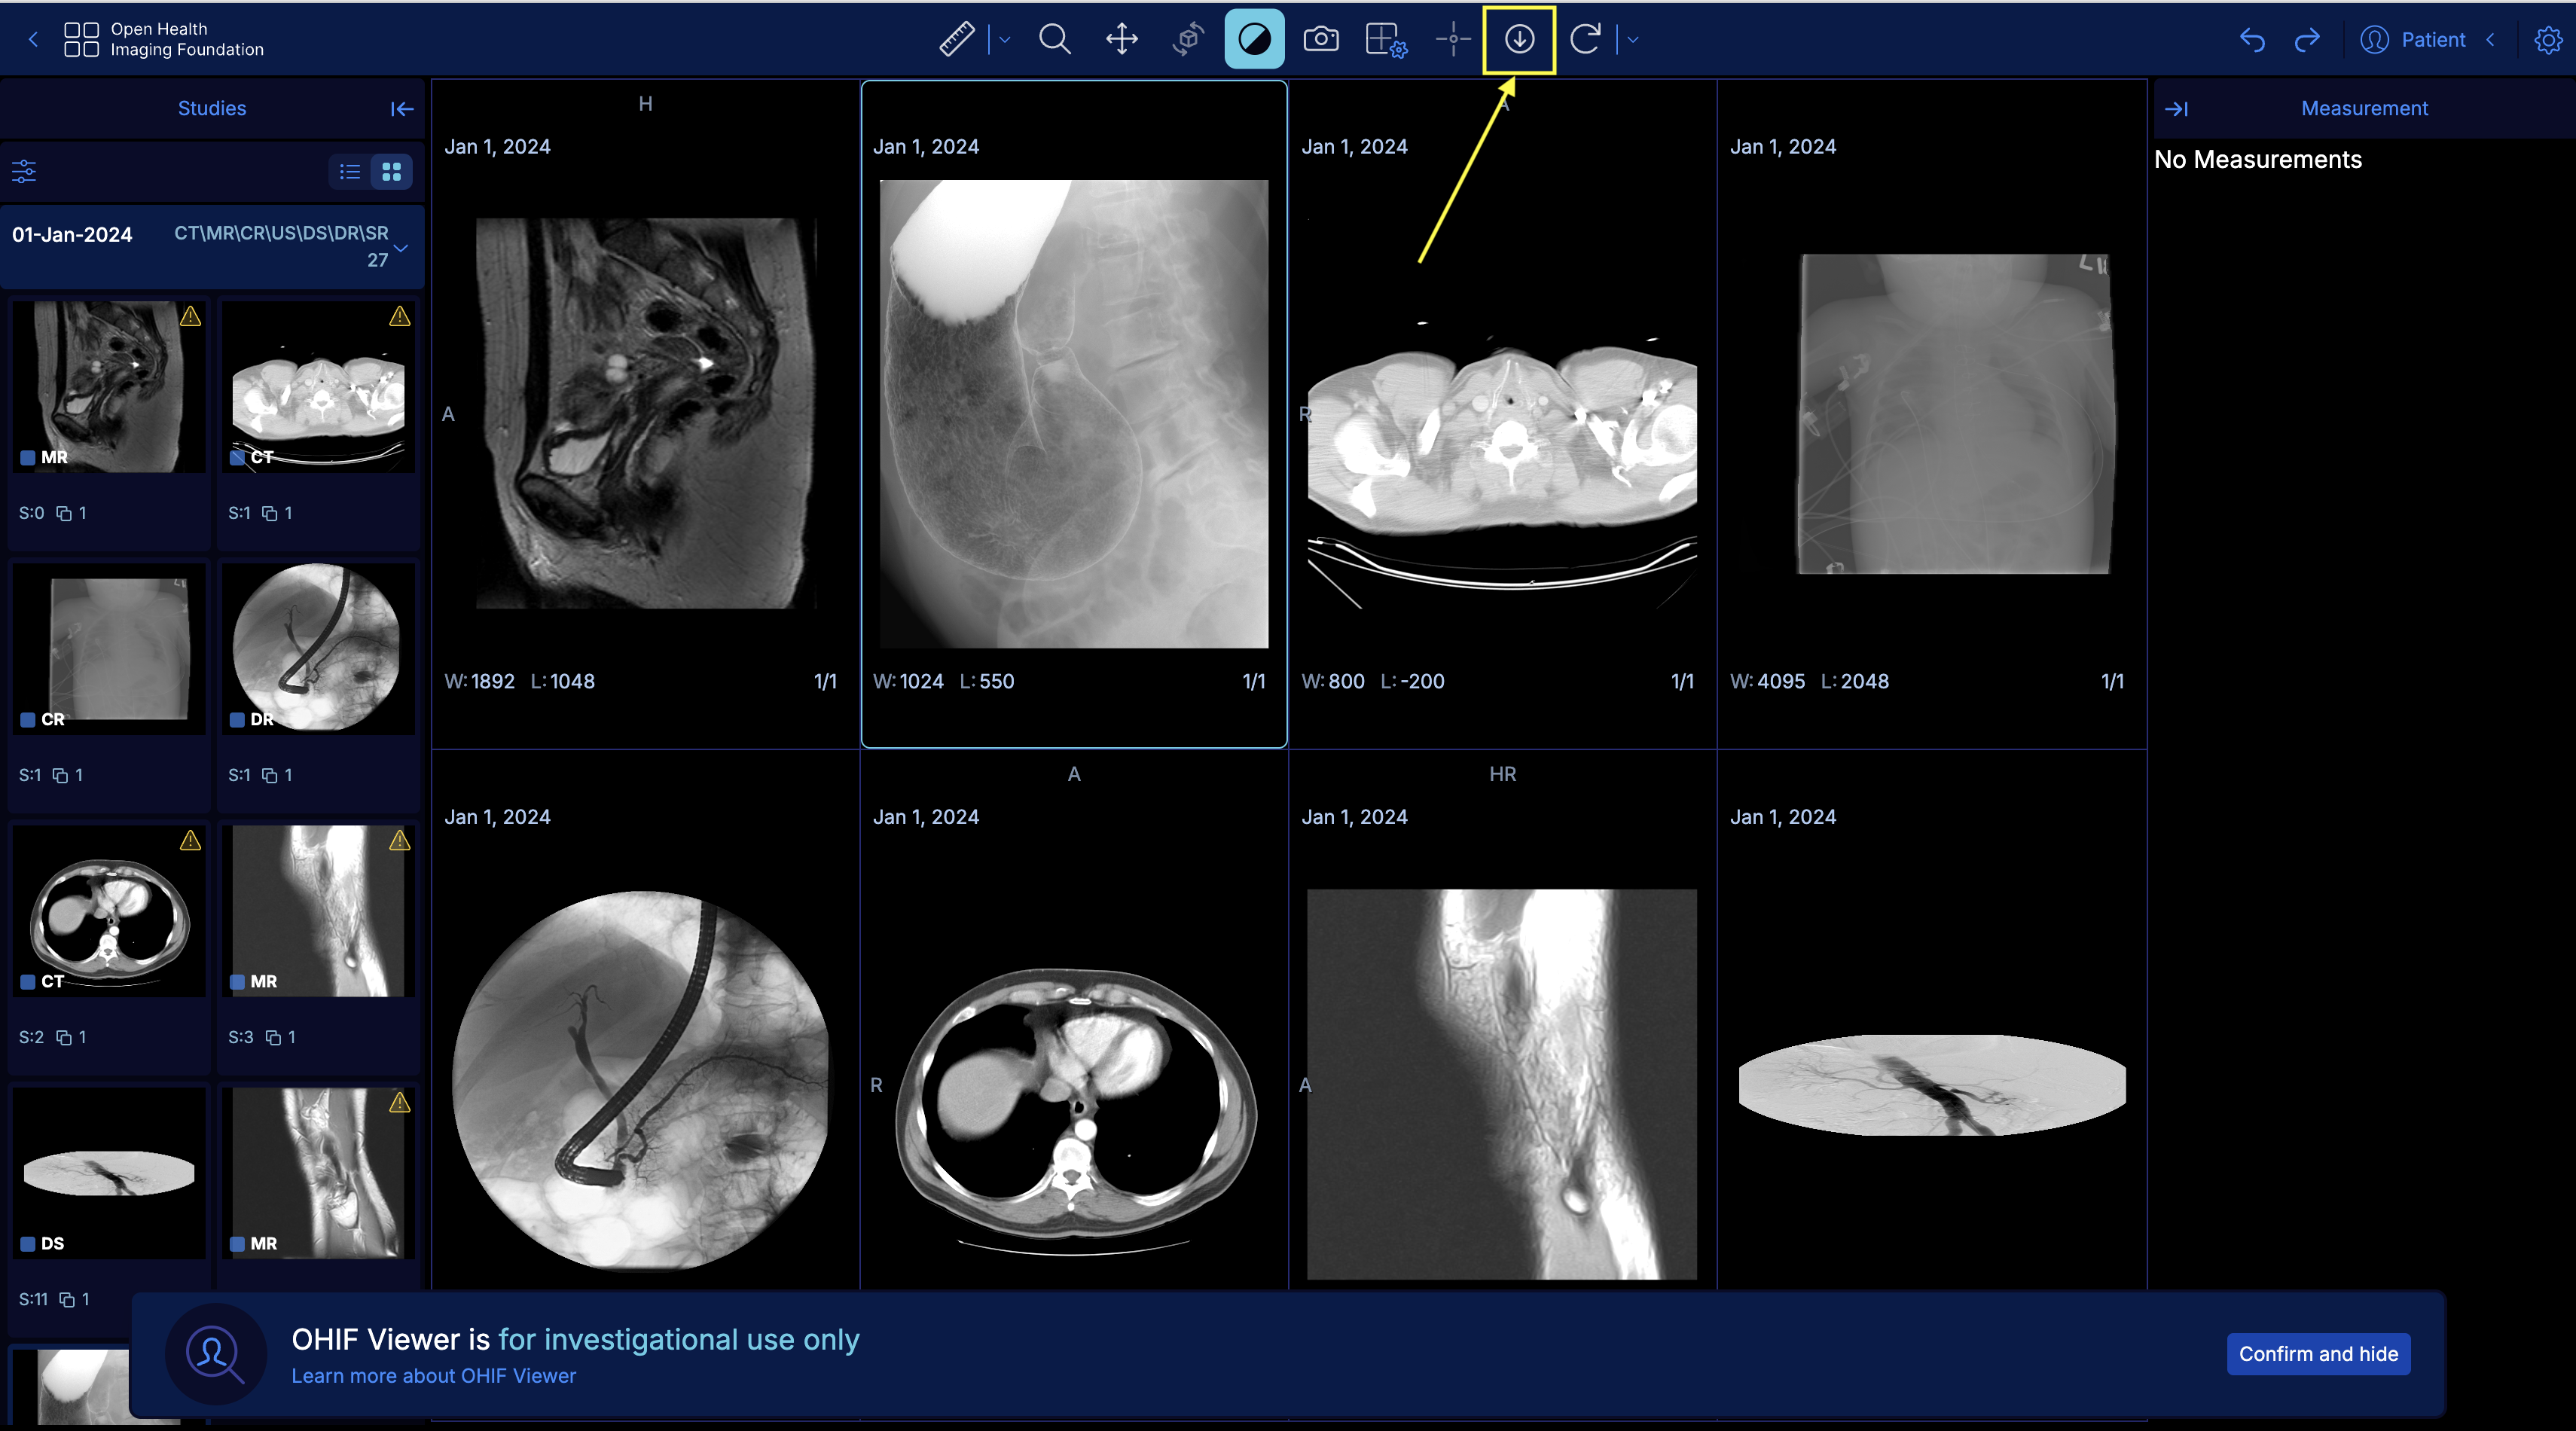 Open Health
Imaging Foundation
Patient
Studies
Measurement
No Measurements
01-Jan-2024
CT\MR\CR\US\DS\DR\SR
27
MR
CT
S:0 1
S:1 1
CR
DR
S:1 1
S:1 1
CT
MR
S:2 1
S:3 1
DS
MR
S:11 1
H
Jan 1, 2024
A
W: 1892 L: 1048 1/1
Jan 1, 2024
W: 1024 L: 550 1/1
A
Jan 1, 2024
R
W: 800 L: -200 1/1
Jan 1, 2024
W: 4095 L: 2048 1/1
Jan 1, 2024
A
Jan 1, 2024
R
HR
Jan 1, 2024
A
Jan 1, 2024
OHIF Viewer is for investigational use only
Learn more about OHIF Viewer
Confirm and hide